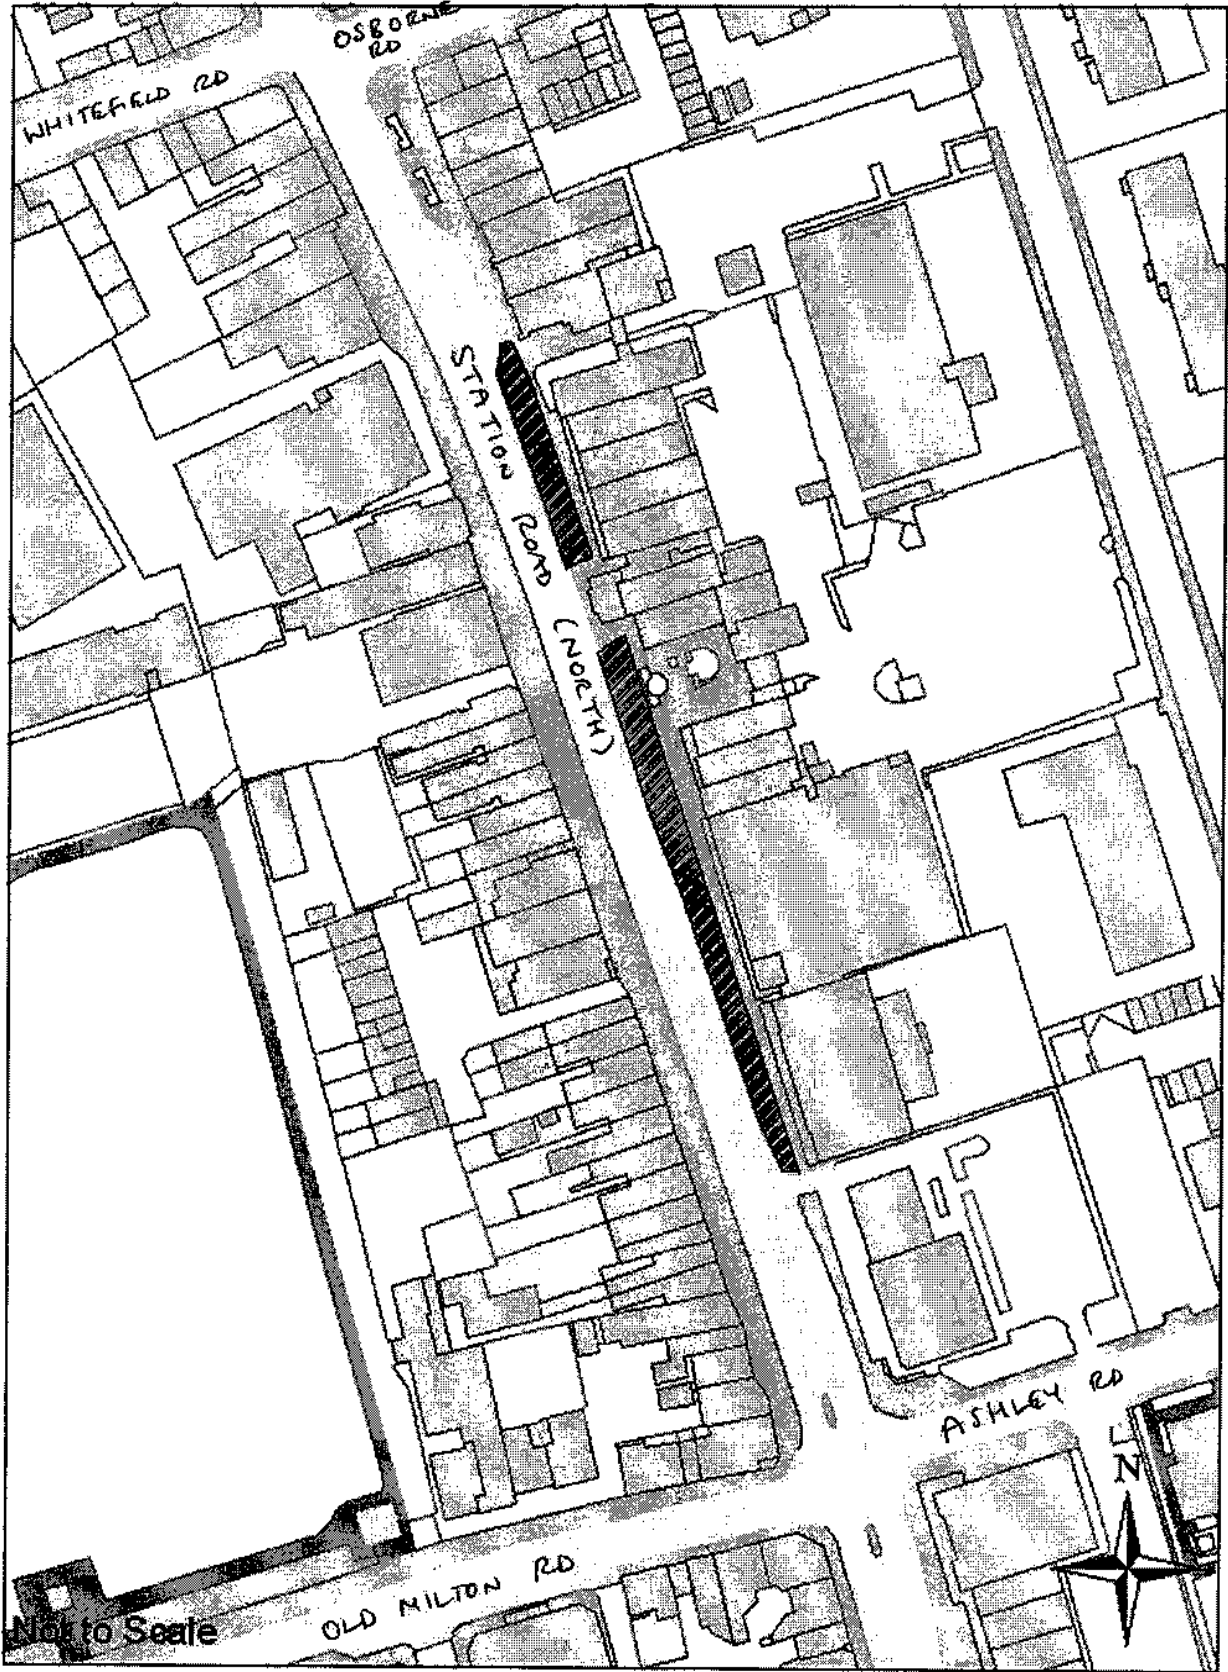 OSBORNE
RD
WHITEFIELD RD
STATION ROAD (NORTH)
ASHLEY RD
N
OLD MILTON RD
Not to Scale